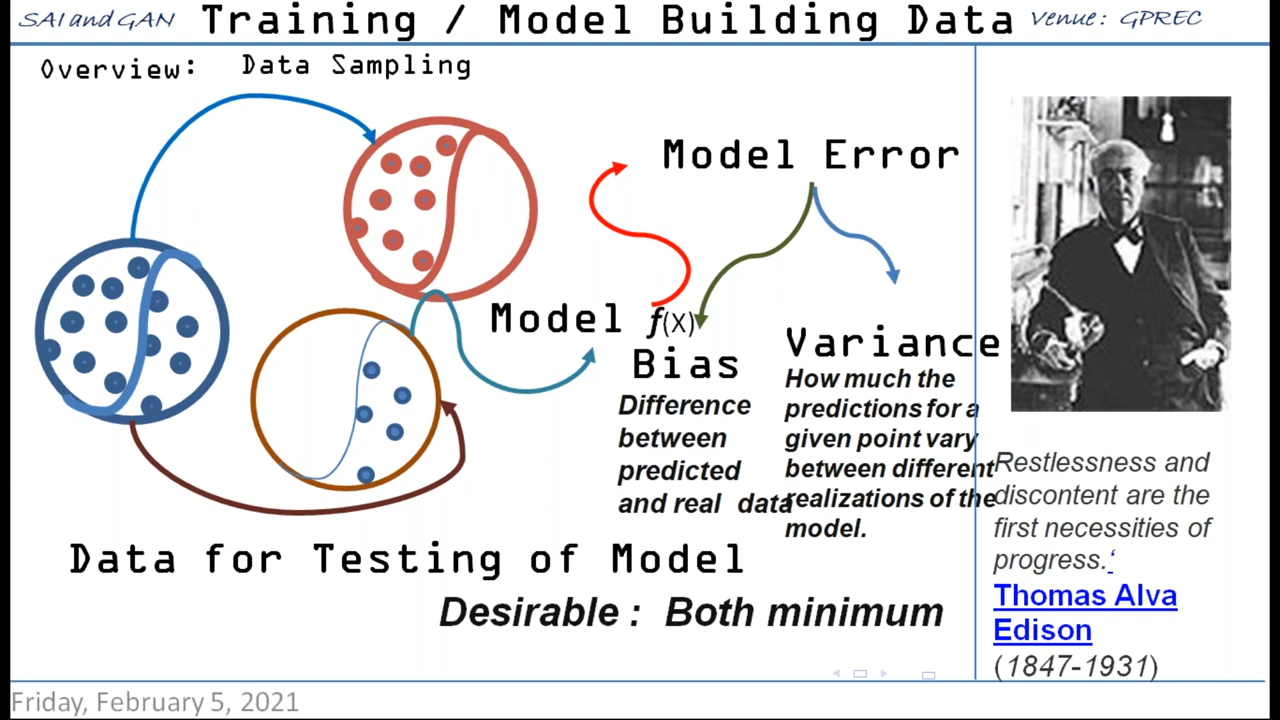 SAI and GAN
Training / Model Building Data
Venue: GPREC
Overview: Data Sampling
Model Error
Model f(X)
Bias
Difference
between
predicted
and real data
Variance
How much the
predictions for a
given point vary
between different
realizations of the
model.
Data for Testing of Model
Desirable : Both minimum
Restlessness and
discontent are the
first necessities of
progress.‘
Thomas Alva
Edison
(1847-1931)
Friday, February 5, 2021